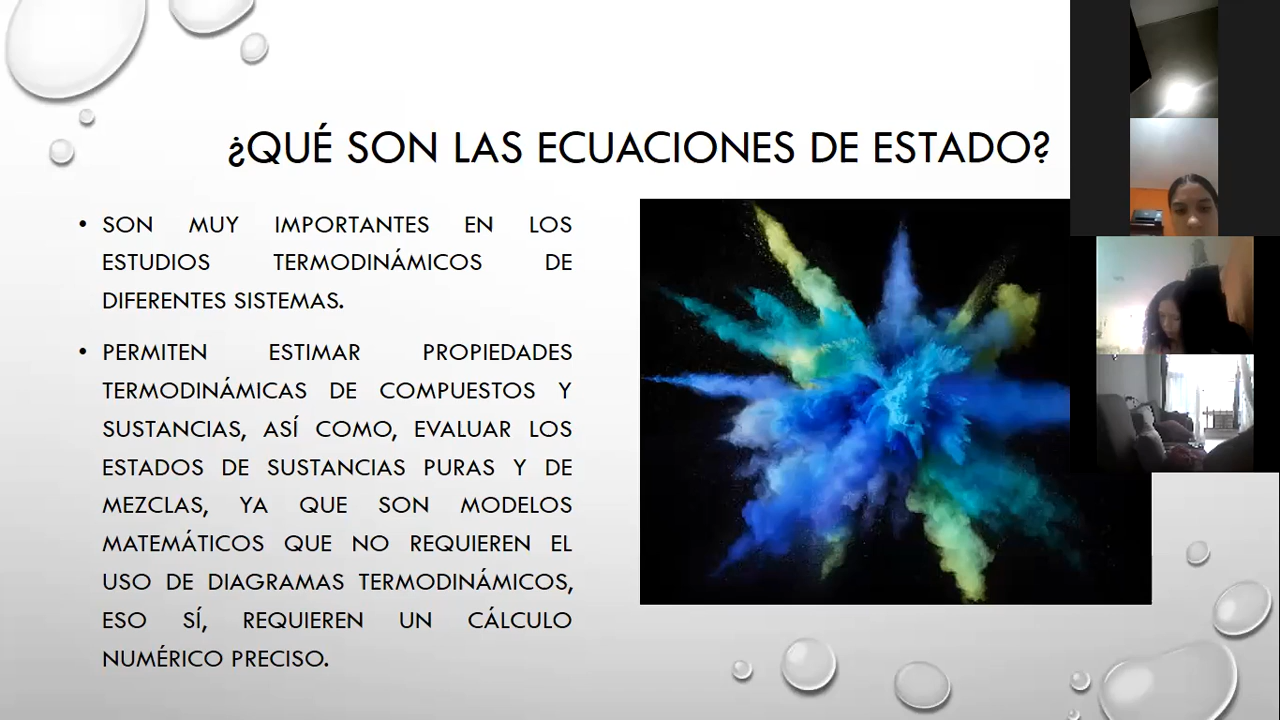 ¿QUÉ SON LAS ECUACIONES DE ESTADO?
• SON MUY IMPORTANTES EN LOS
ESTUDIOS TERMODINÁMICOS DE
DIFERENTES SISTEMAS.
• PERMITEN ESTIMAR PROPIEDADES
TERMODINÁMICAS DE COMPUESTOS Y
SUSTANCIAS, ASÍ COMO, EVALUAR LOS
ESTADOS DE SUSTANCIAS PURAS Y DE
MEZCLAS, YA QUE SON MODELOS
MATEMÁTICOS QUE NO REQUIEREN EL
USO DE DIAGRAMAS TERMODINÁMICOS,
ESO SÍ, REQUIEREN UN CÁLCULO
NUMÉRICO PRECISO.